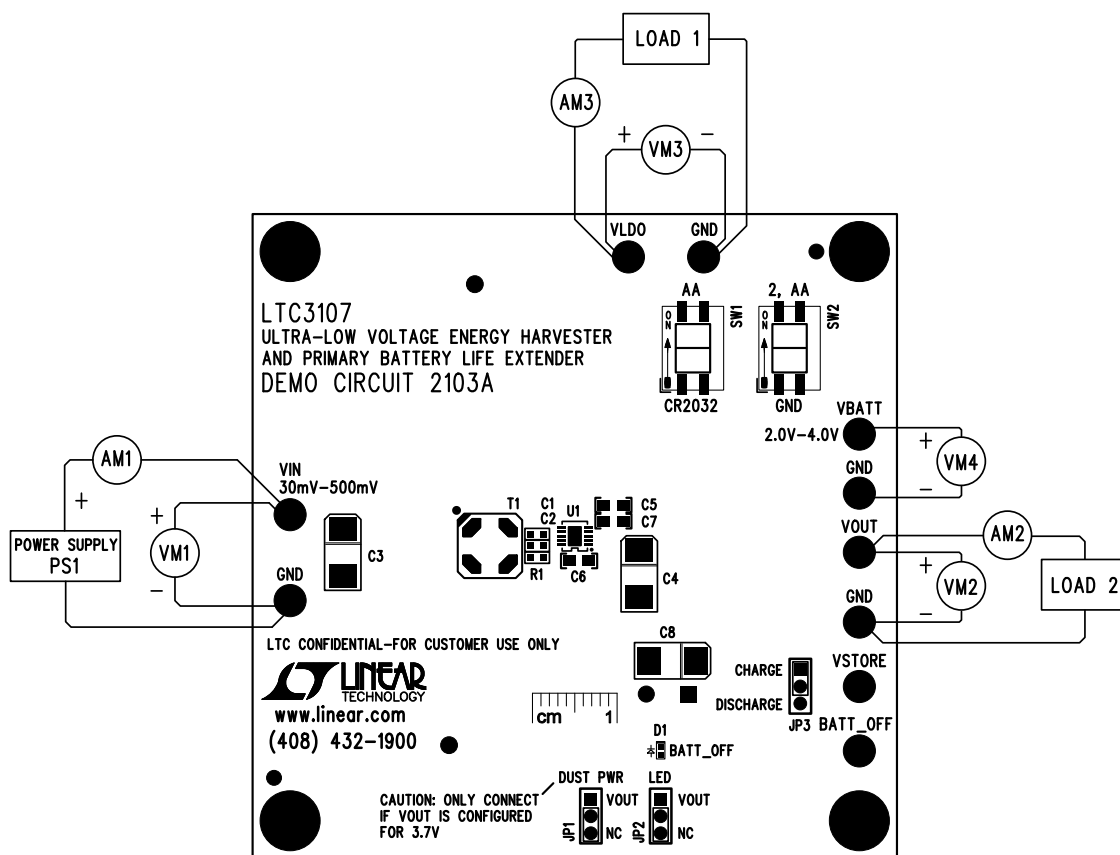 LOAD 1
AM3
+ VM3 -
VLDO
GND
AA
2, AA
ON
SW1
ON
SW2
CR2032
GND
LTC3107
ULTRA-LOW VOLTAGE ENERGY HARVESTER
AND PRIMARY BATTERY LIFE EXTENDER
DEMO CIRCUIT 2103A
VBATT
2.0V-4.0V
+
VM4
-
GND
AM1
+
VIN
30mV-500mV
+
VM1
-
POWER SUPPLY
PS1
GND
C3
T1
C1
C2
R1
U1
C5
C7
C6
C4
VOUT
AM2
+
VM2
-
LOAD 2
GND
LTC CONFIDENTIAL-FOR CUSTOMER USE ONLY
LINEAR
TECHNOLOGY
www.linear.com
(408) 432-1900
cm 1
C8
CHARGE
DISCHARGE
JP3
VSTORE
BATT_OFF
D1
BATT_OFF
DUST PWR
LED
CAUTION: ONLY CONNECT
IF VOUT IS CONFIGURED
FOR 3.7V
JP1
VOUT
NC
JP2
VOUT
NC